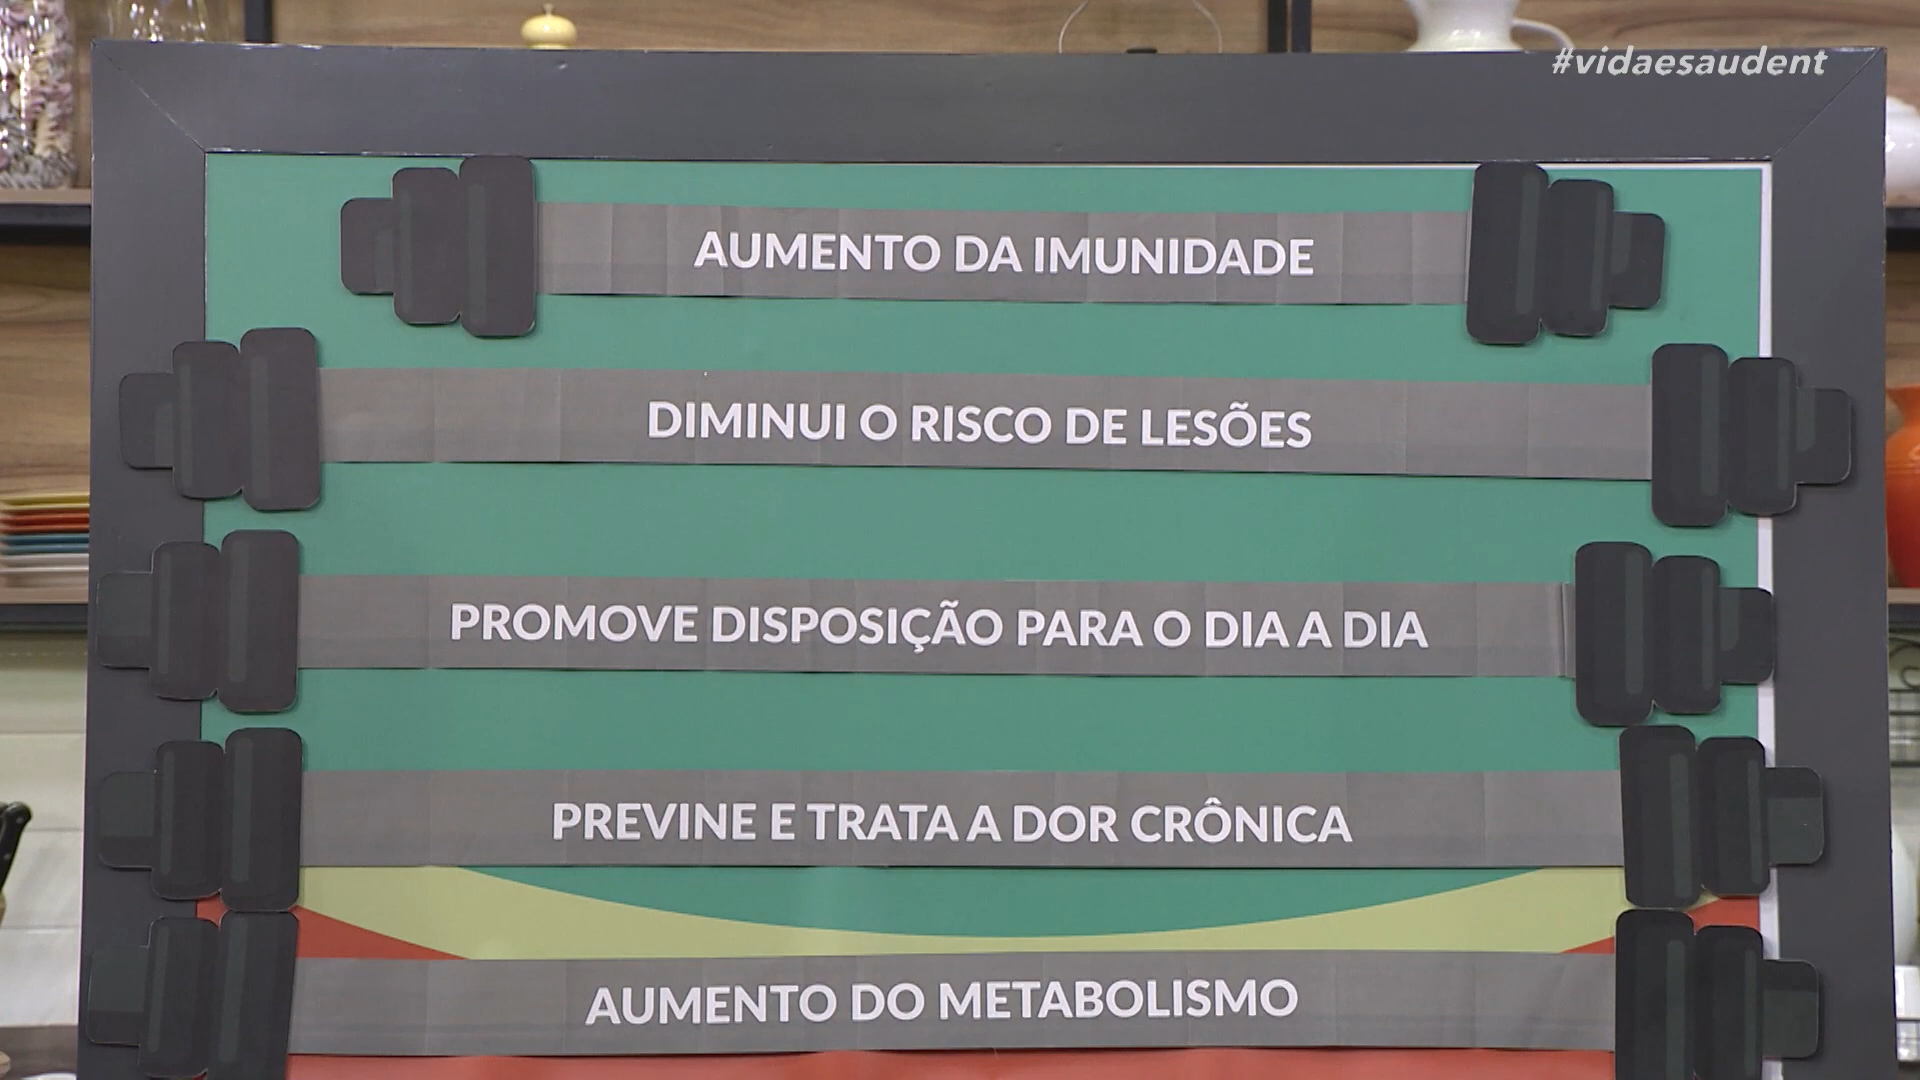 #vidaesaudent
AUMENTO DA IMUNIDADE
DIMINUI O RISCO DE LESÕES
PROMOVE DISPOSIÇÃO PARA O DIA A DIA
PREVINE E TRATA A DOR CRÔNICA
AUMENTO DO METABOLISMO